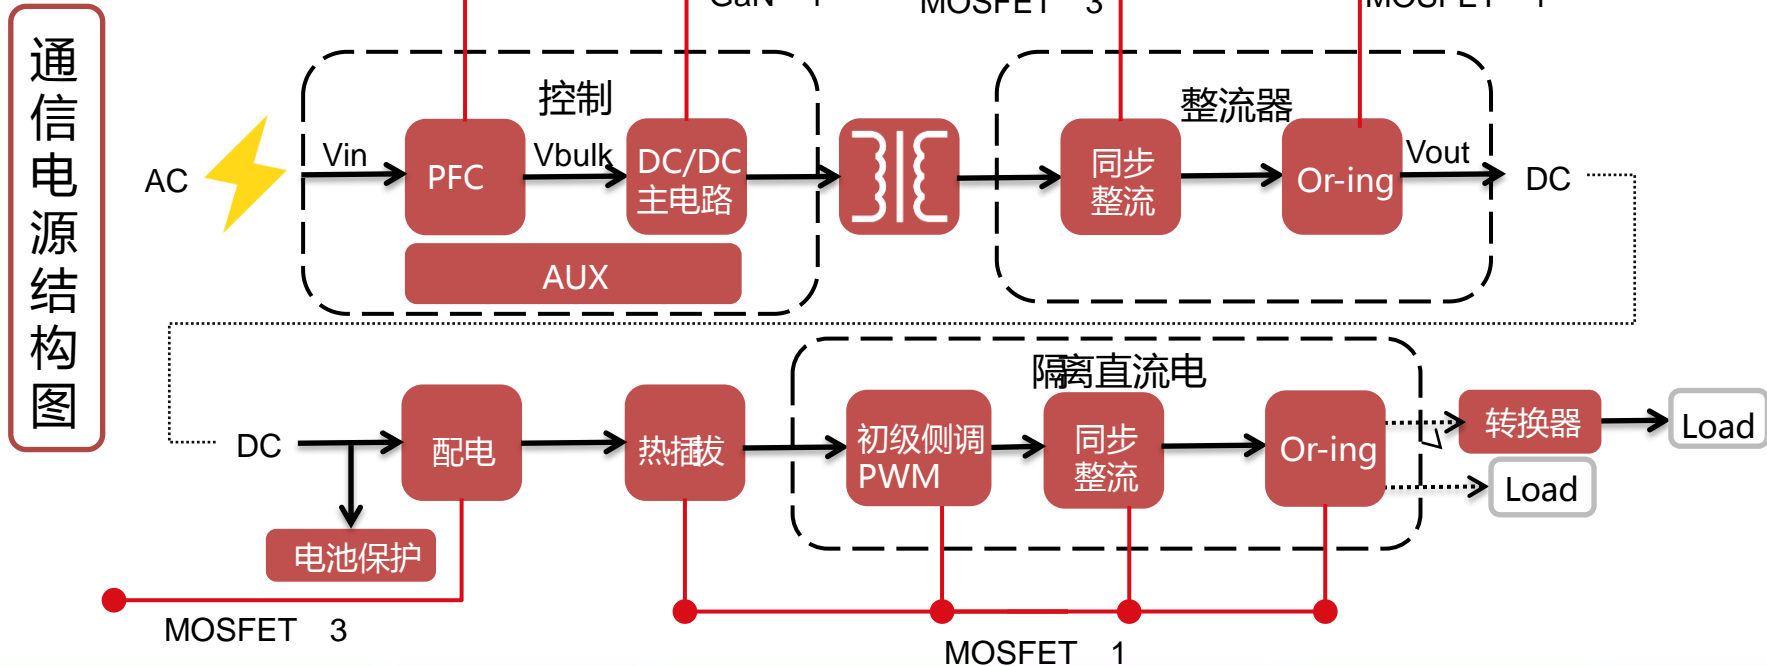 通信电源结构图
MOSFET 3
控制
整流器
AC
Vin
PFC
Vbulk
DC/DC
主电路
AUX
同步
整流
Or-ing
Vout
DC
隔离直流电
DC
配电
热插拔
初级侧调
PWM
同步
整流
Or-ing
转换器
Load
Load
电池保护
MOSFET 3
MOSFET 1